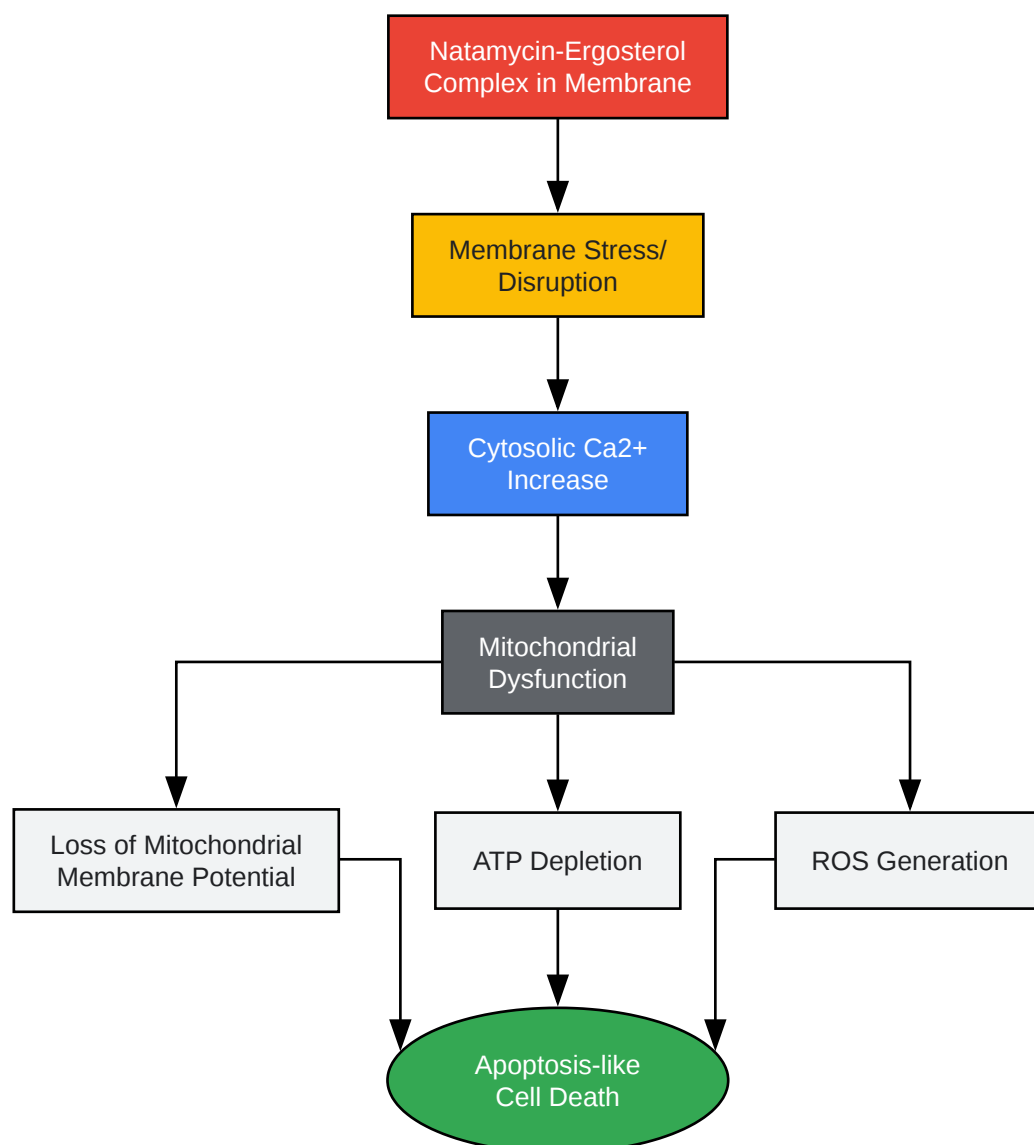 Natamycin-Ergosterol
Complex in Membrane
Membrane Stress/
Disruption
Cytosolic Ca2+
Increase
Mitochondrial
Dysfunction
Loss of Mitochondrial
Membrane Potential
ATP Depletion
ROS Generation
Apoptosis-like
Cell Death